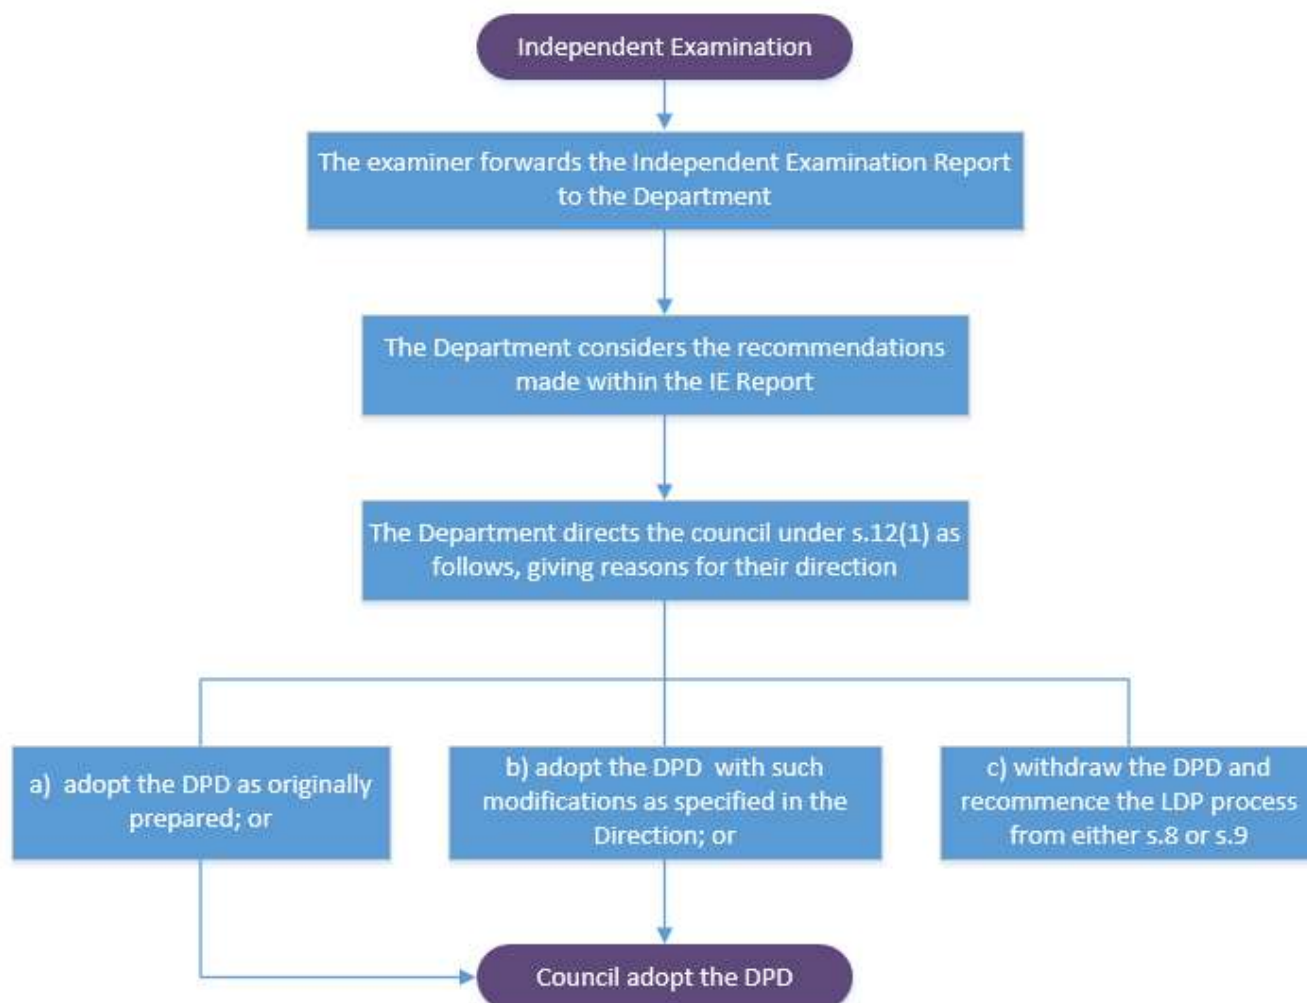 Independent Examination
The examiner forwards the Independent Examination Report
to the Department
The Department considers the recommendations
made within the IE Report
The Department directs the council under s.12(1) as
follows, giving reasons for their direction
a) adopt the DPD as originally
prepared; or
b) adopt the DPD with such
modifications as specified in the
Direction; or
c) withdraw the DPD and
recommence the LDP process
from either s.8 or s.9
Council adopt the DPD